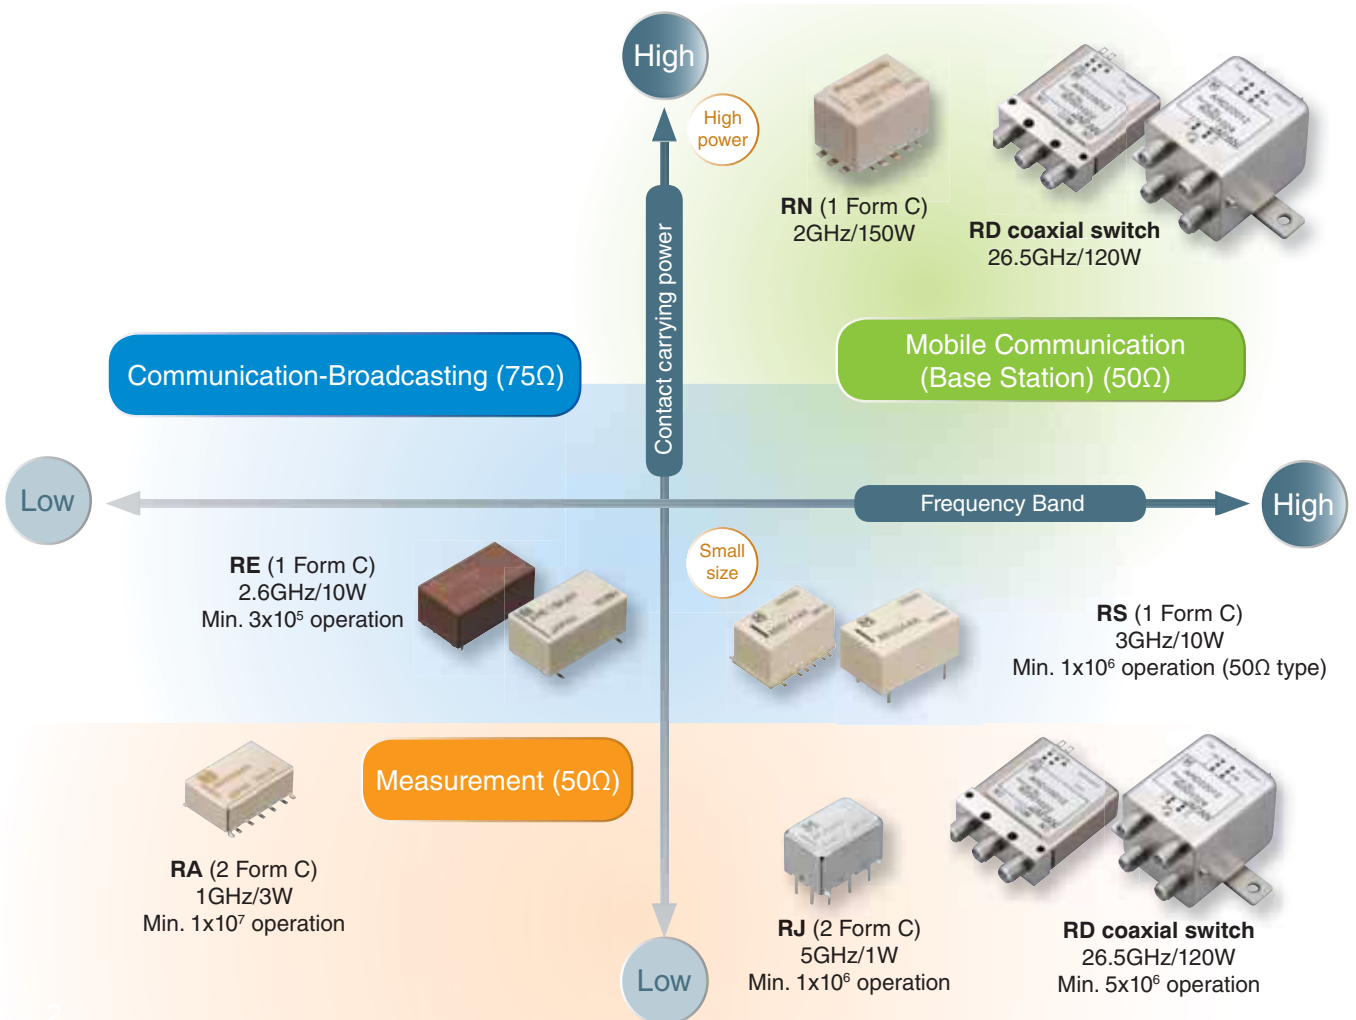 High
High
power
RN (1 Form C)
2GHz/150W
RD coaxial switch
26.5GHz/120W
Contact carrying power
Communication-Broadcasting (75Ω)
Mobile Communication
(Base Station) (50Ω)
Low
Frequency Band
High
Small
size
RE (1 Form C)
2.6GHz/10W
Min. 3x10⁵ operation
RS (1 Form C)
3GHz/10W
Min. 1x10⁶ operation (50Ω type)
Measurement (50Ω)
RA (2 Form C)
1GHz/3W
Min. 1x10⁷ operation
RJ (2 Form C)
5GHz/1W
Min. 1x10⁶ operation
RD coaxial switch
26.5GHz/120W
Min. 5x10⁶ operation
Low
2